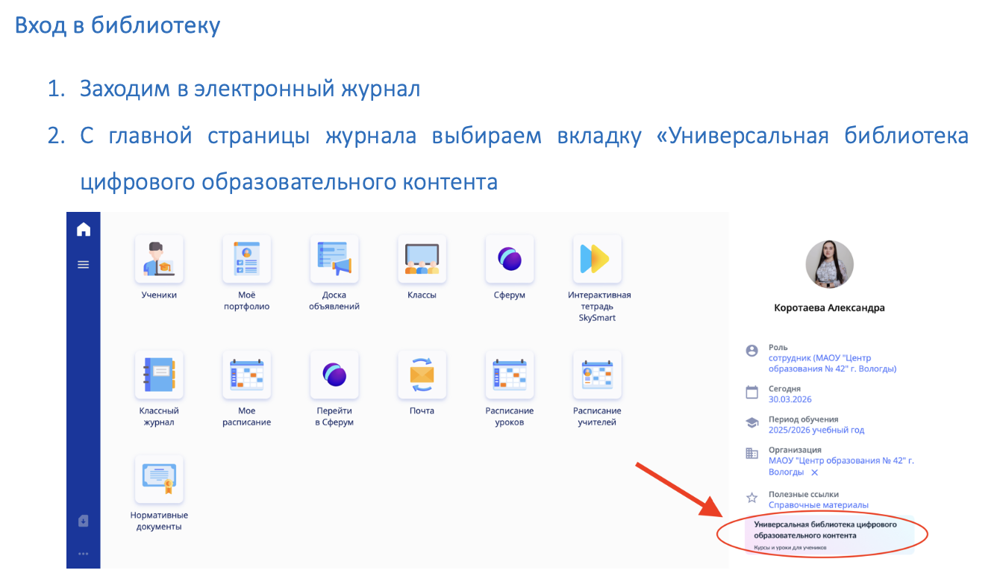 Вход в библиотеку
1. Заходим в электронный журнал
2. С главной страницы журнала выбираем вкладку «Универсальная библиотека
цифрового образовательного контента
Ученики
Моё
портфолио
Доска
объявлений
Классы
Сферум
Интерактивная
тетрадь
SkySmart
Классный
журнал
Мое
расписание
Перейти
в Сферум
Почта
Расписание
уроков
Расписание
учителей
Нормативные
документы
Коротаева Александра
Роль
сотрудник (МАОУ "Центр
образования № 42" г. Вологды)
Сегодня
30.03.2026
Период обучения
2025/2026 учебный год
Организация
МАОУ "Центр образования № 42" г.
Вологды ×
Полезные ссылки
Справочные материалы
Универсальная библиотека цифрового
образовательного контента
Курсы и уроки для учеников